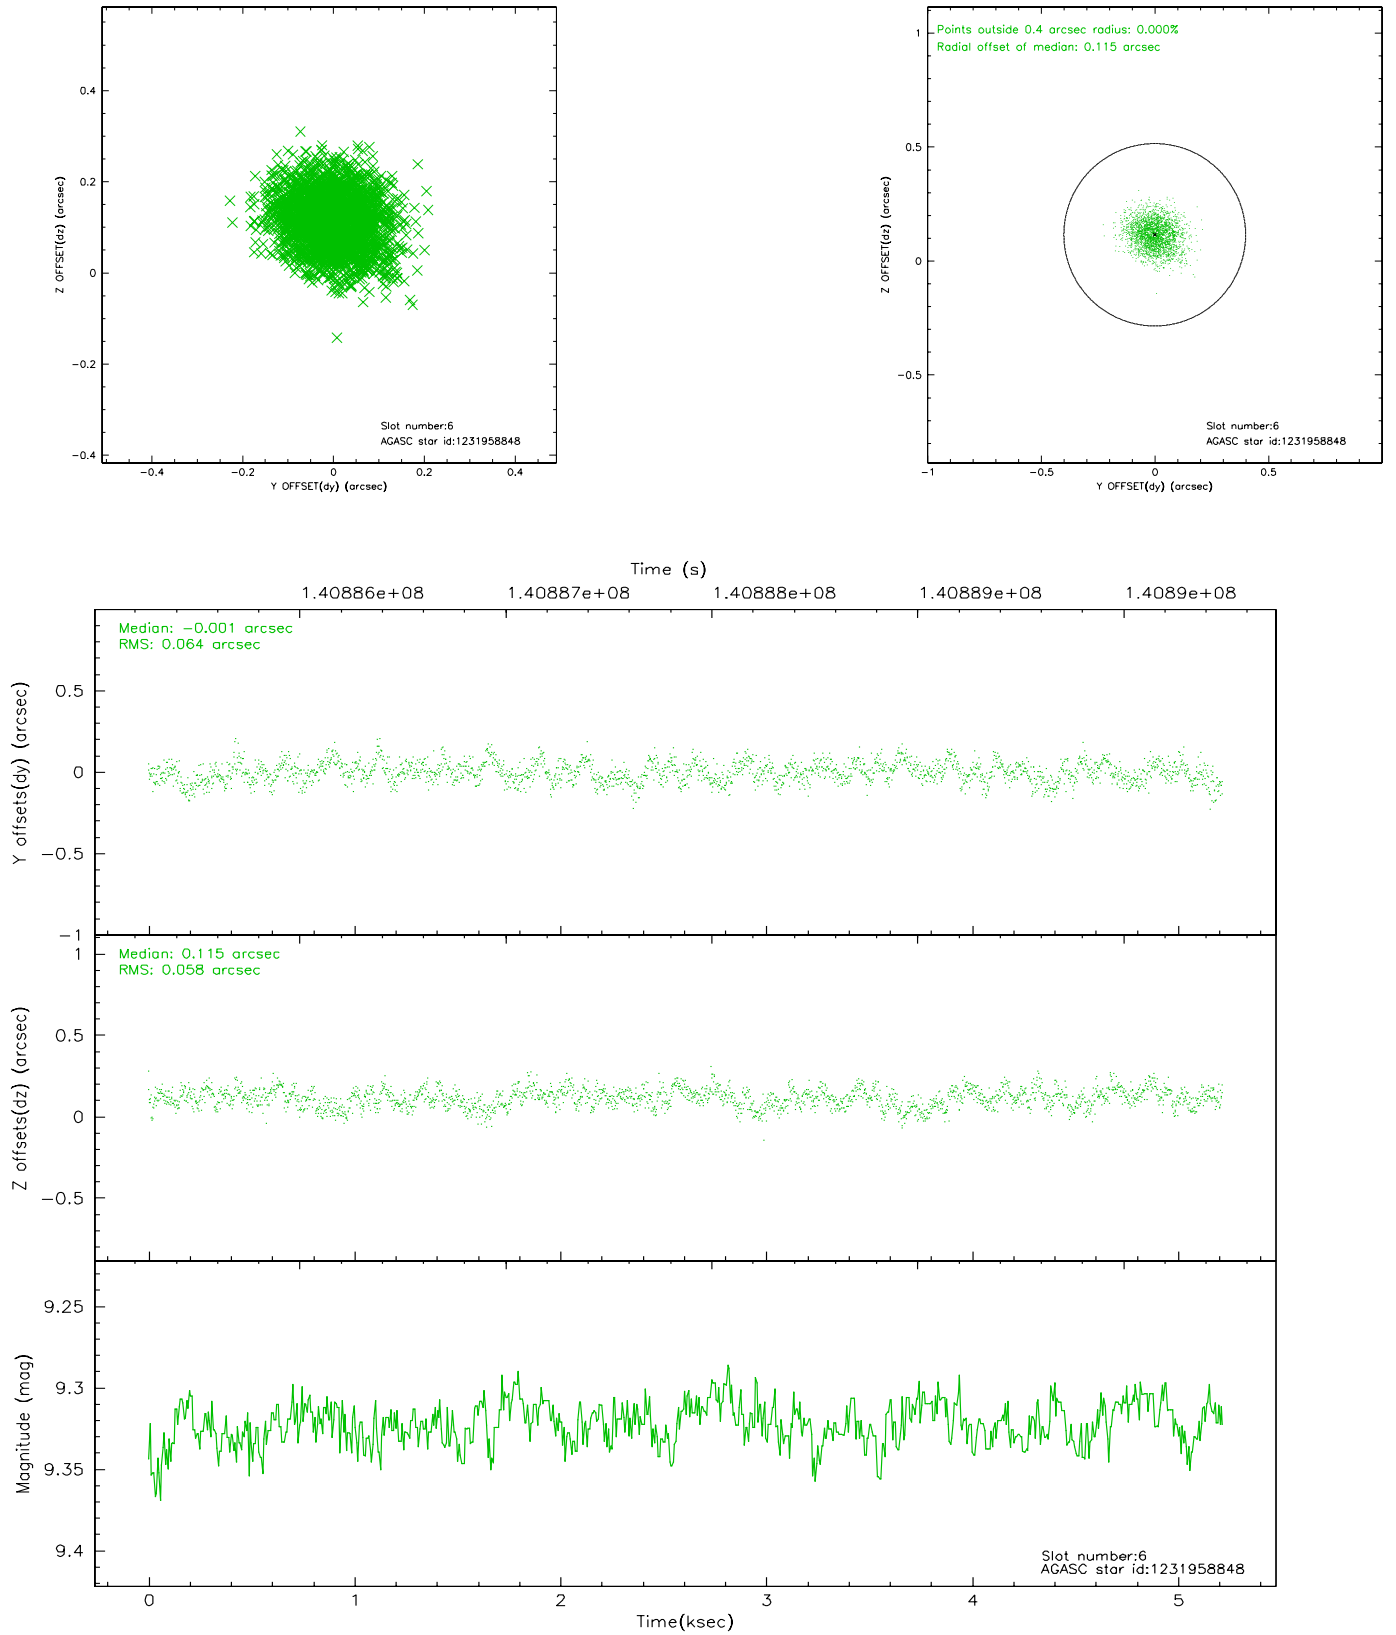 0.4
0.2
0
−0.2
−0.4
Z OFFSET(dz) (arcsec)
Slot number:6
AGASC star id:1231958848
−0.4 −0.2 0 0.2 0.4
Y OFFSET(dy) (arcsec)
Points outside 0.4 arcsec radius: 0.000%
Radial offset of median: 0.115 arcsec
1
0.5
0
−0.5
Z OFFSET(dz) (arcsec)
Slot number:6
AGASC star id:1231958848
−1 −0.5 0 0.5
Y OFFSET(dy) (arcsec)
Time (s)
1.40886e+08 1.40887e+08 1.40888e+08 1.40889e+08 1.4089e+08
Median: −0.001 arcsec
RMS: 0.064 arcsec
0.5
0
−0.5
−1
Y offsets(dy) (arcsec)
Median: 0.115 arcsec
RMS: 0.058 arcsec
1
0.5
0
−0.5
Z offsets(dz) (arcsec)
9.25
9.3
9.35
9.4
Magnitude (mag)
Slot number:6
AGASC star id:1231958848
0 1 2 3 4 5
Time(ksec)